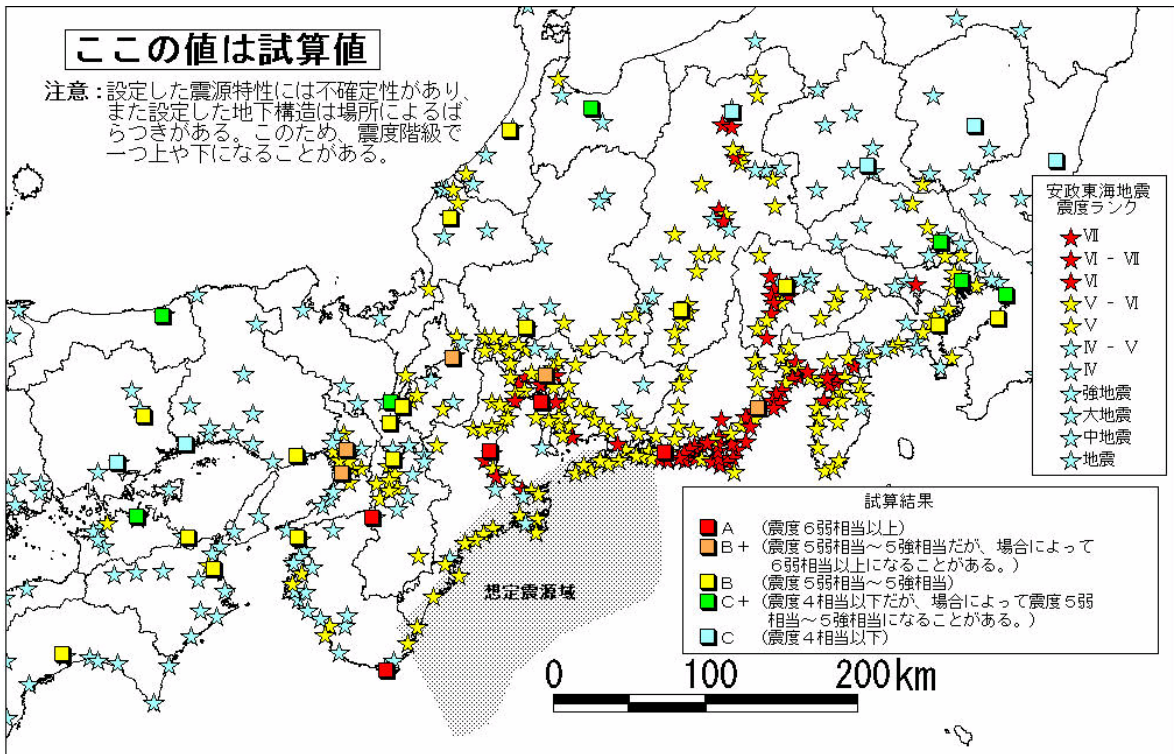 ここの値は試算値
注意：設定した震源特性には不確定性があり、
また設定した地下構造は場所によるば
らつきがある。このため、震度階級で
一つ上や下になることがある。
安政東海地震
震度ランク
Ⅶ
Ⅵ - Ⅶ
Ⅵ
Ⅴ - Ⅵ
Ⅴ
Ⅳ - Ⅴ
Ⅳ
強地震
大地震
中地震
地震
試算結果
A （震度６弱相当以上）
B＋（震度５弱相当～５強相当だが、場合によって
６弱相当以上になることがある。）
B （震度５弱相当～５強相当）
C＋（震度４相当以下だが、場合によって震度５弱
相当～５強相当になることがある。）
C （震度４相当以下）
想定震源域
0 100 200 km